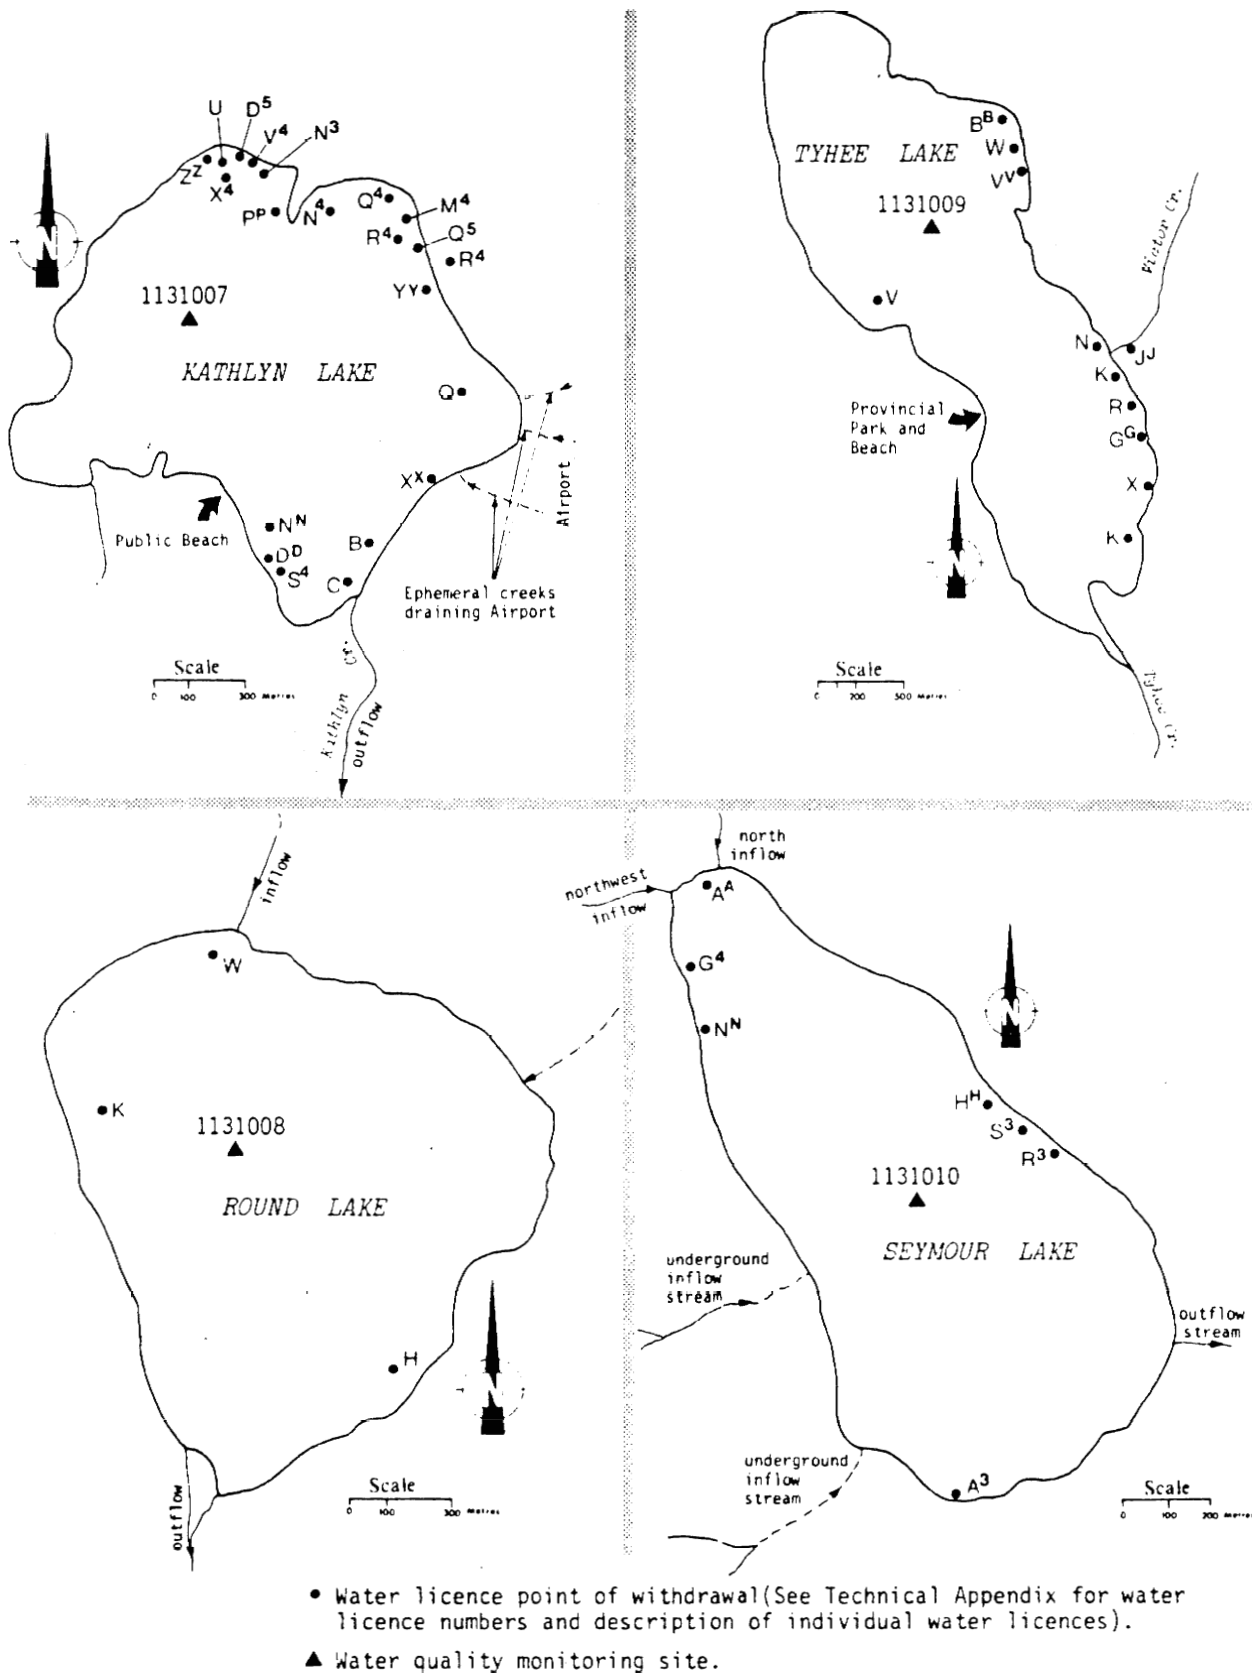 U
D5
V4
N3
ZZ
X4
PP
N4
Q4
M4
R4
Q5
R4
YY
N
1131007
KATHLYN LAKE
Q
XX
Airport
Public Beach
NN
DD
S4
B
C
Ephemeral creeks
draining Airport
Scale
0 100 300 Metres
Kathlyn Cr.
outflow
BB
TYHEE LAKE
W
VV
1131009
Victor Cr.
V
N
JJ
K
Provincial
Park and
Beach
R
GG
X
N
K
Scale
0 200 500 Metres
Tyhee Cr.
inflow
W
K
1131008
ROUND LAKE
H
N
Scale
0 100 300 Metres
outflow
north
inflow
northwest
inflow
AA
G4
N
NN
HH
S3
R3
1131010
SEYMOUR LAKE
underground
inflow
stream
outflow
stream
underground
inflow
stream
A3
Scale
0 100 200 Metres
● Water licence point of withdrawal(See Technical Appendix for water
licence numbers and description of individual water licences).
▲ Water quality monitoring site.